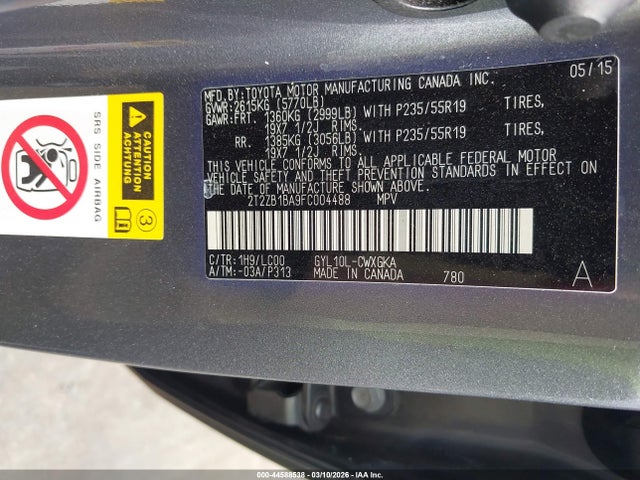 MFD. BY: TOYOTA MOTOR MANUFACTURING CANADA INC. 05/15
GVWR: 2615KG (5770LB)
GAWR: FRT. 1360KG (2999LB) WITH P235/55R19 TIRES,
19X7 1/2J RIMS.
RR. 1385KG (3056LB) WITH P235/55R19 TIRES,
19X7 1/2J RIMS.
THIS VEHICLE CONFORMS TO ALL APPLICABLE FEDERAL MOTOR
VEHICLE SAFETY AND THEFT PREVENTION STANDARDS IN EFFECT ON
THE DATE OF MANUFACTURE SHOWN ABOVE.
2T2ZB1BA9FC004488 MPV
C/TR: 1H9/LC00 GYL10L-CWXGKA
A/TM: -03A/P313 MADE IN CANADA 780 A
ATTENTION
ACHTUNG
3
SRS SIDE AIRBAG
000-44588538 - 03/10/2026 - IAA Inc.